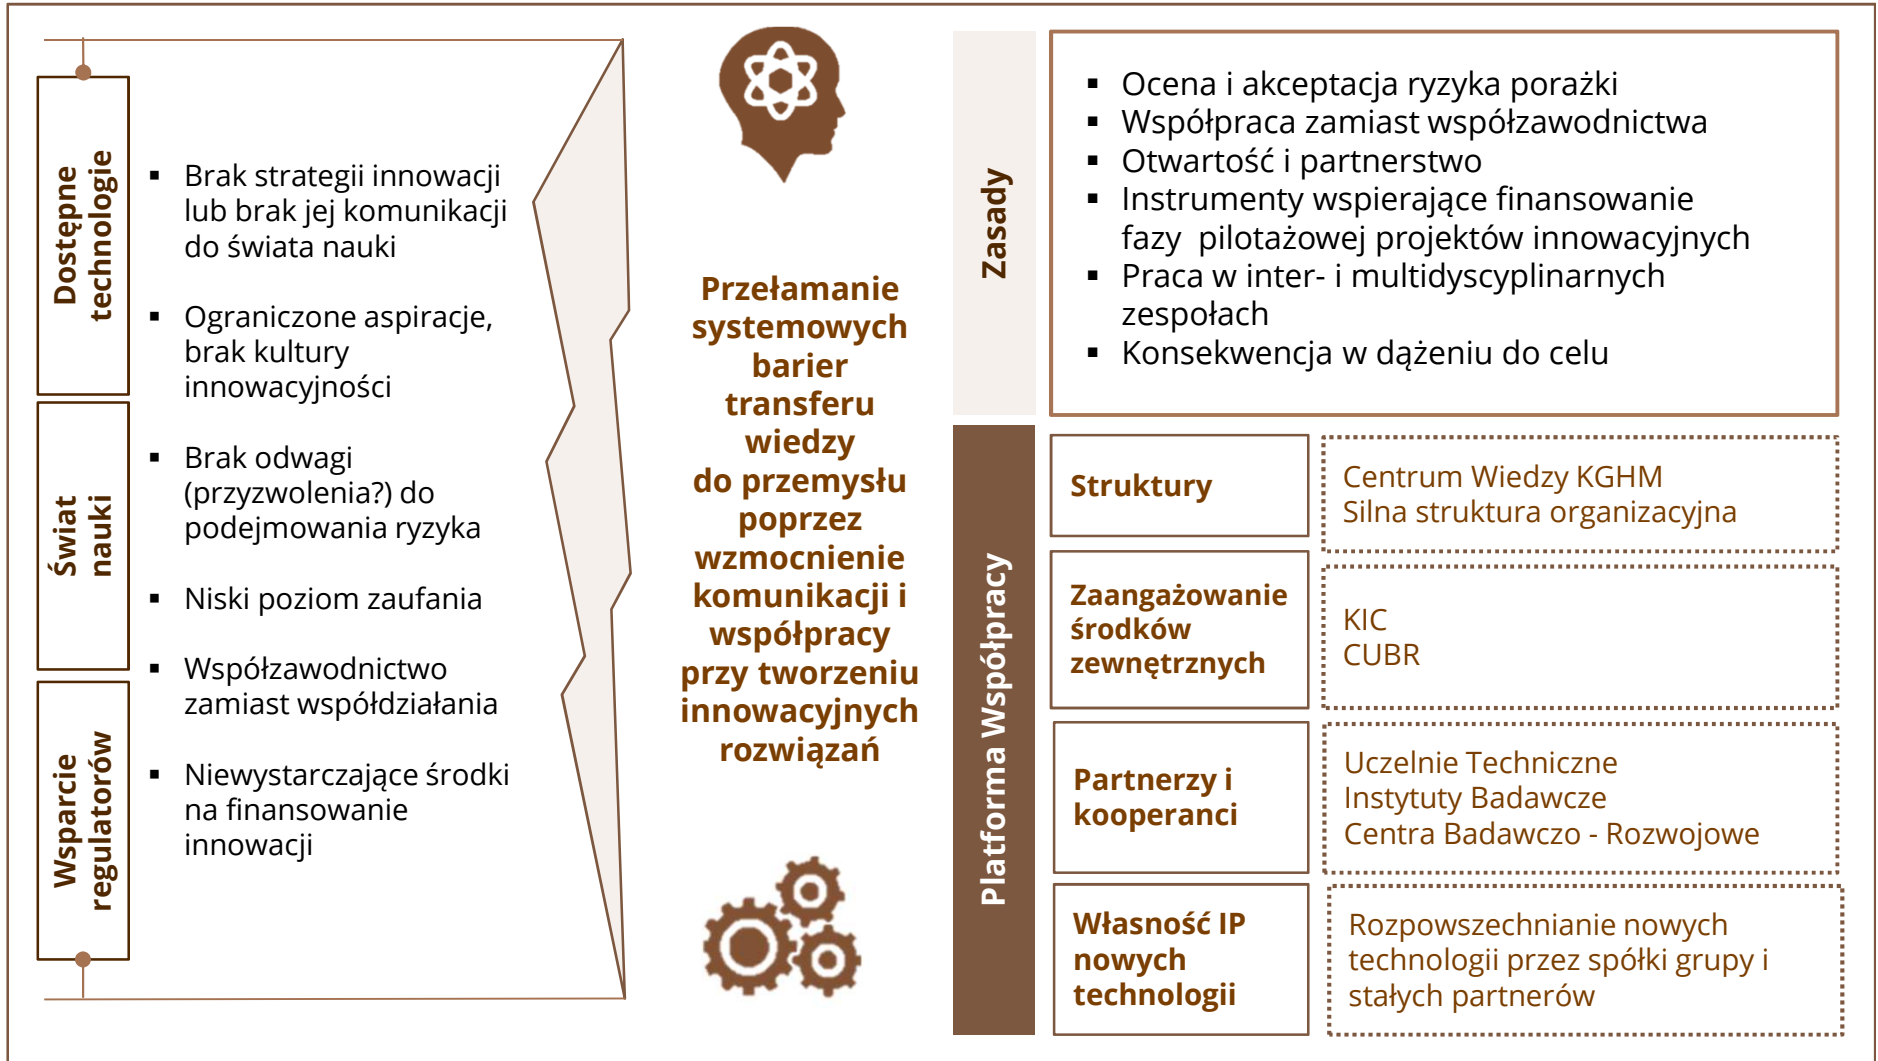 Dostępne
technologie
Świat
nauki
Wsparcie
regulatorów
▪ Brak strategii innowacji
lub brak jej komunikacji
do świata nauki
▪ Ograniczone aspiracje,
brak kultury
innowacyjności
▪ Brak odwagi
(przyzwolenia?) do
podejmowania ryzyka
▪ Niski poziom zaufania
▪ Współzawodnictwo
zamiast współdziałania
▪ Niewystarczające środki
na finansowanie
innowacji
Przełamanie
systemowych
barier
transferu
wiedzy
do przemysłu
poprzez
wzmocnienie
komunikacji i
współpracy
przy tworzeniu
innowacyjnych
rozwiązań
Zasady
▪ Ocena i akceptacja ryzyka porażki
▪ Współpraca zamiast współzawodnictwa
▪ Otwartość i partnerstwo
▪ Instrumenty wspierające finansowanie
fazy pilotażowej projektów innowacyjnych
▪ Praca w inter- i multidyscyplinarnych
zespołach
▪ Konsekwencja w dążeniu do celu
Platforma Współpracy
Struktury
Centrum Wiedzy KGHM
Silna struktura organizacyjna
Zaangażowanie
środków
zewnętrznych
KIC
CUBR
Partnerzy i
kooperanci
Uczelnie Techniczne
Instytuty Badawcze
Centra Badawczo - Rozwojowe
Własność IP
nowych
technologii
Rozpowszechnianie nowych
technologii przez spółki grupy i
stałych partnerów